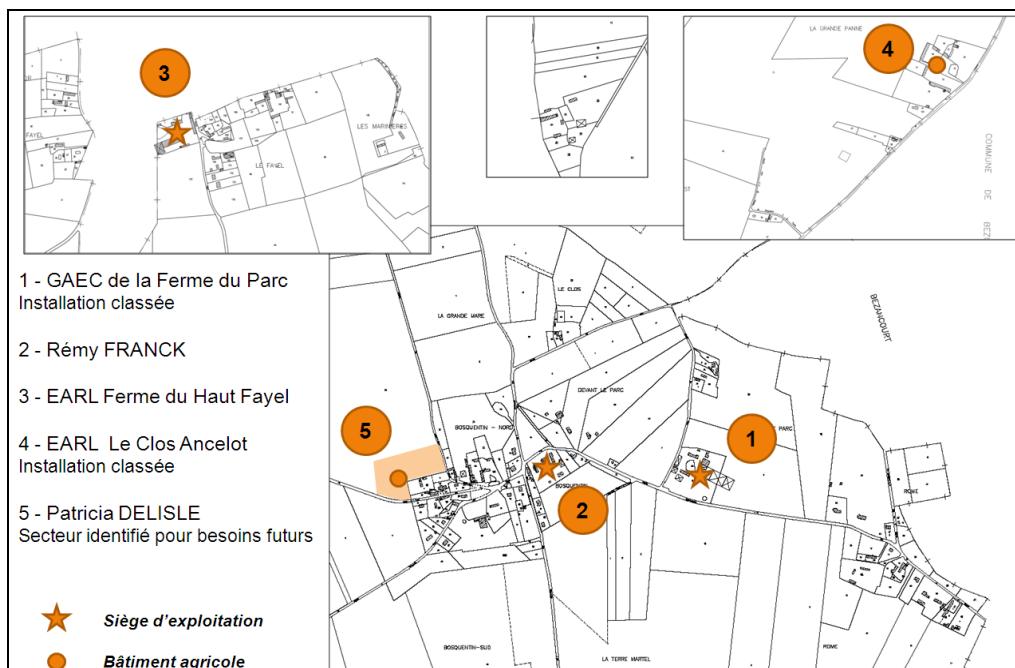 3
FAYEL
LE FAYEL
LES MARINIERES
LA GRANDE PANNE
4
COMMUNE DE BEZ
1 - GAEC de la Ferme du Parc
Installation classée
2 - Rémy FRANCK
3 - EARL Ferme du Haut Fayel
4 - EARL Le Clos Ancelot
Installation classée
5 - Patricia DELISLE
Secteur identifié pour besoins futurs
Siège d'exploitation
Bâtiment agricole
LE CLOS
LA GRANDE MARE
BEZANCOURT
DEVANT LE PARC
BOSQUENTIN - NORD
5
1
PARC
BOSQUENTIN
2
ROME
BOSQUENTIN-SUD
LA TERRE MARTEL
ROME